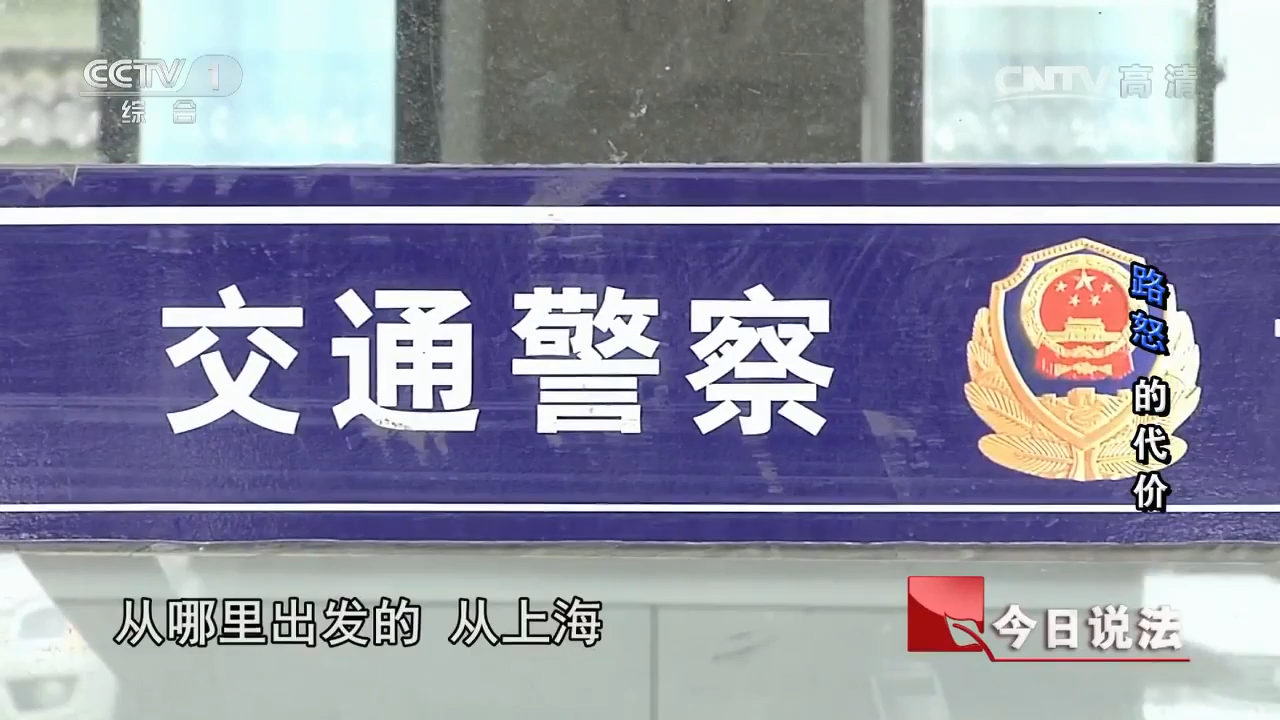 CCTV 1
综合
CNTV 高清
交通警察
路怒的代价
从哪里出发的 从上海
今日说法